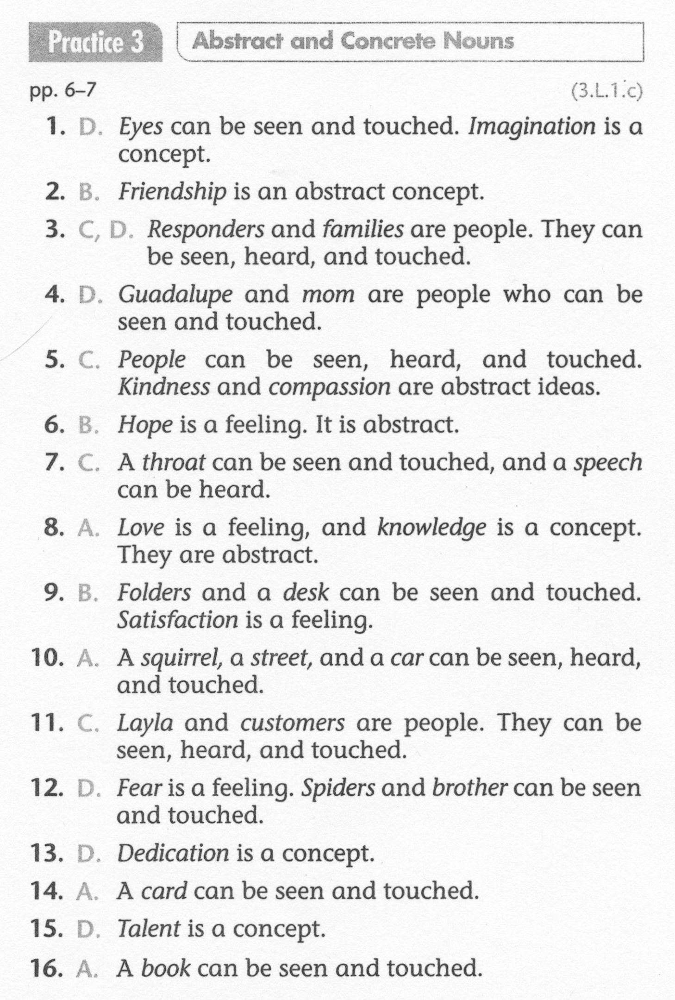 Practice 3 Abstract and Concrete Nouns
pp. 6–7 (3.L.1.c)
1. D. Eyes can be seen and touched. Imagination is a
concept.
2. B. Friendship is an abstract concept.
3. C, D. Responders and families are people. They can
be seen, heard, and touched.
4. D. Guadalupe and mom are people who can be
seen and touched.
5. C. People can be seen, heard, and touched.
Kindness and compassion are abstract ideas.
6. B. Hope is a feeling. It is abstract.
7. C. A throat can be seen and touched, and a speech
can be heard.
8. A. Love is a feeling, and knowledge is a concept.
They are abstract.
9. B. Folders and a desk can be seen and touched.
Satisfaction is a feeling.
10. A. A squirrel, a street, and a car can be seen, heard,
and touched.
11. C. Layla and customers are people. They can be
seen, heard, and touched.
12. D. Fear is a feeling. Spiders and brother can be seen
and touched.
13. D. Dedication is a concept.
14. A. A card can be seen and touched.
15. D. Talent is a concept.
16. A. A book can be seen and touched.